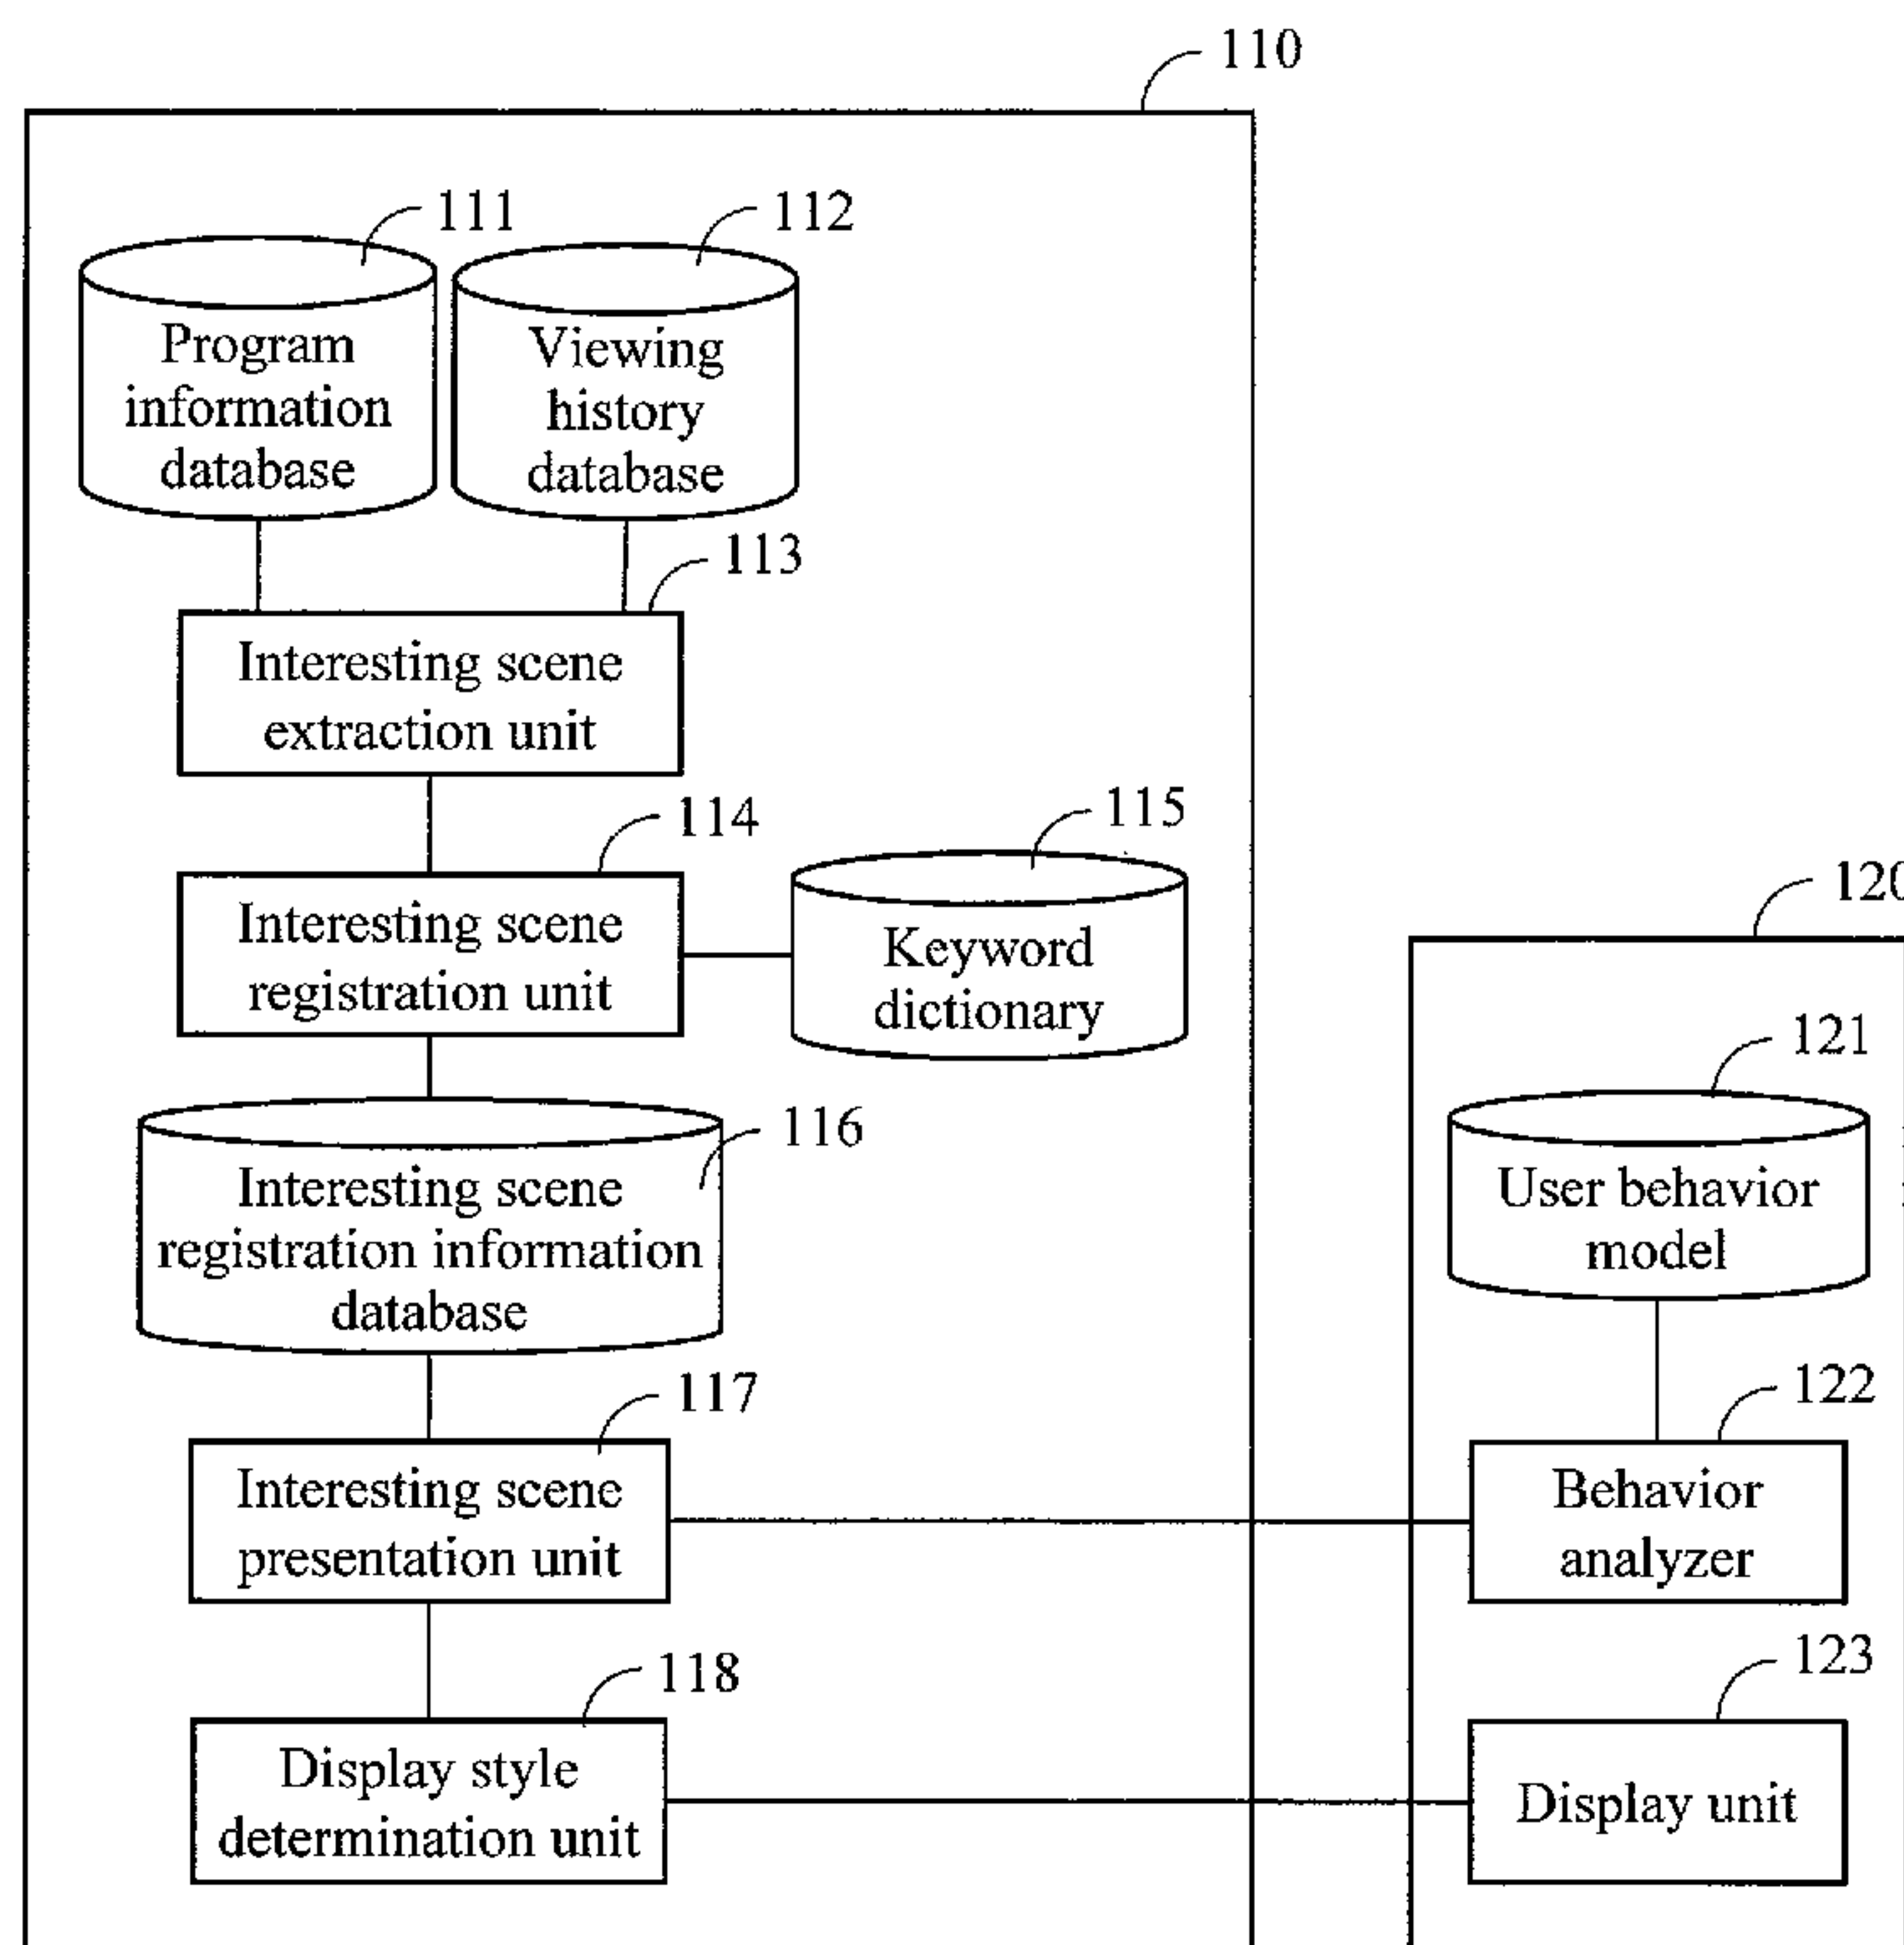 110
111
112
Program
information
database
Viewing
history
database
113
Interesting scene
extraction unit
114
115
Interesting scene
registration unit
Keyword
dictionary
120
116
121
Interesting scene
registration information
database
User behavior
model
117
122
Interesting scene
presentation unit
Behavior
analyzer
118
123
Display style
determination unit
Display unit